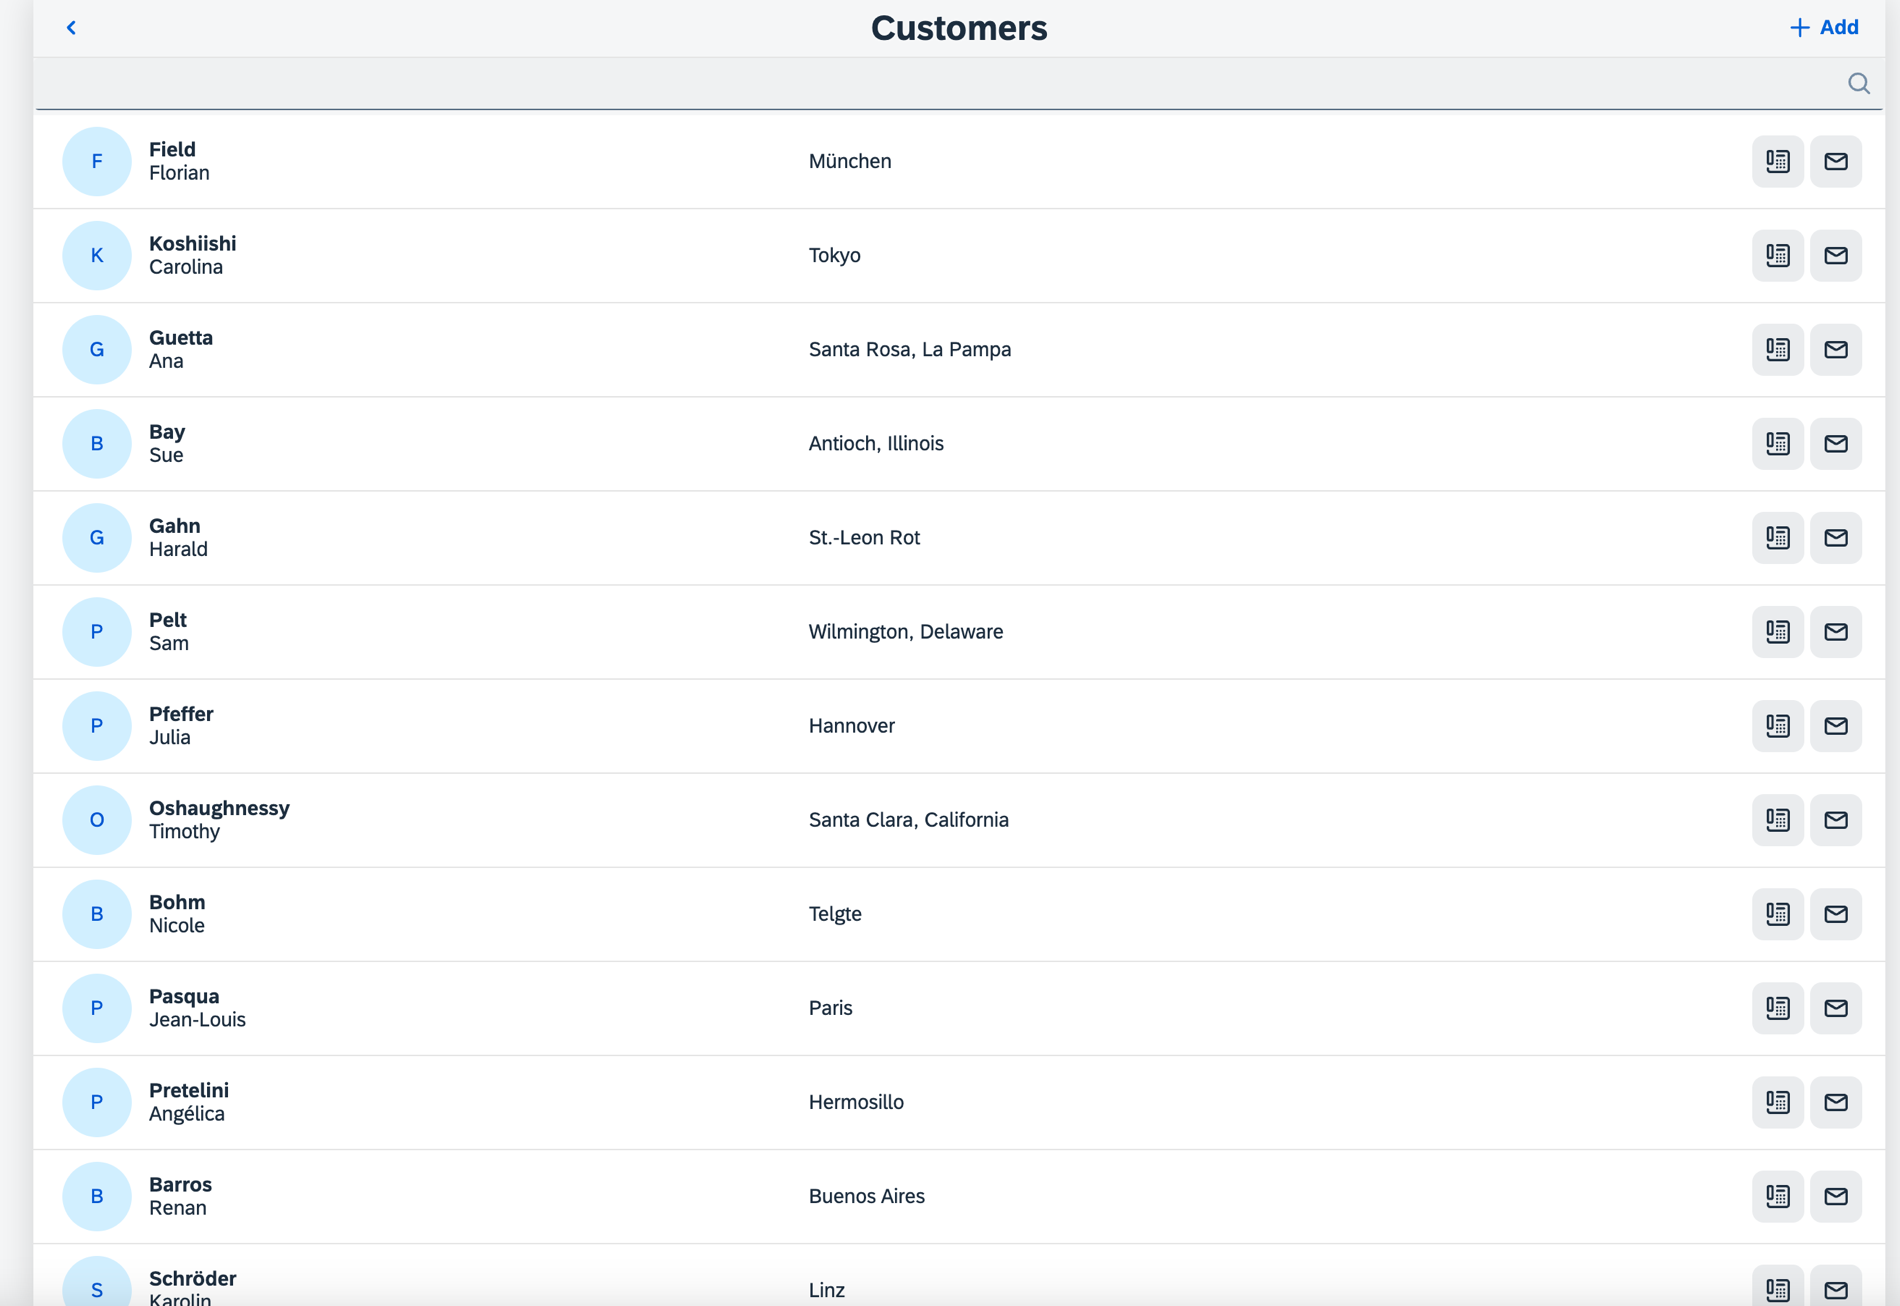 Customers
Add
F
Field
Florian
München
K
Koshiishi
Carolina
Tokyo
G
Guetta
Ana
Santa Rosa, La Pampa
B
Bay
Sue
Antioch, Illinois
G
Gahn
Harald
St.-Leon Rot
P
Pelt
Sam
Wilmington, Delaware
P
Pfeffer
Julia
Hannover
O
Oshaughnessy
Timothy
Santa Clara, California
B
Bohm
Nicole
Telgte
P
Pasqua
Jean-Louis
Paris
P
Pretelini
Angélica
Hermosillo
B
Barros
Renan
Buenos Aires
S
Schröder
Karolin
Linz